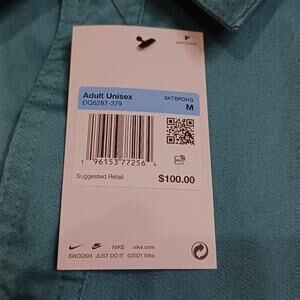 Adult Unisex
DQ6287-379
SKTBRDNG
M
1 96153 77256 4
Suggested Retail
$100.00
NIKE nike.com
SWOOSH JUST DO IT ©2021 Nike